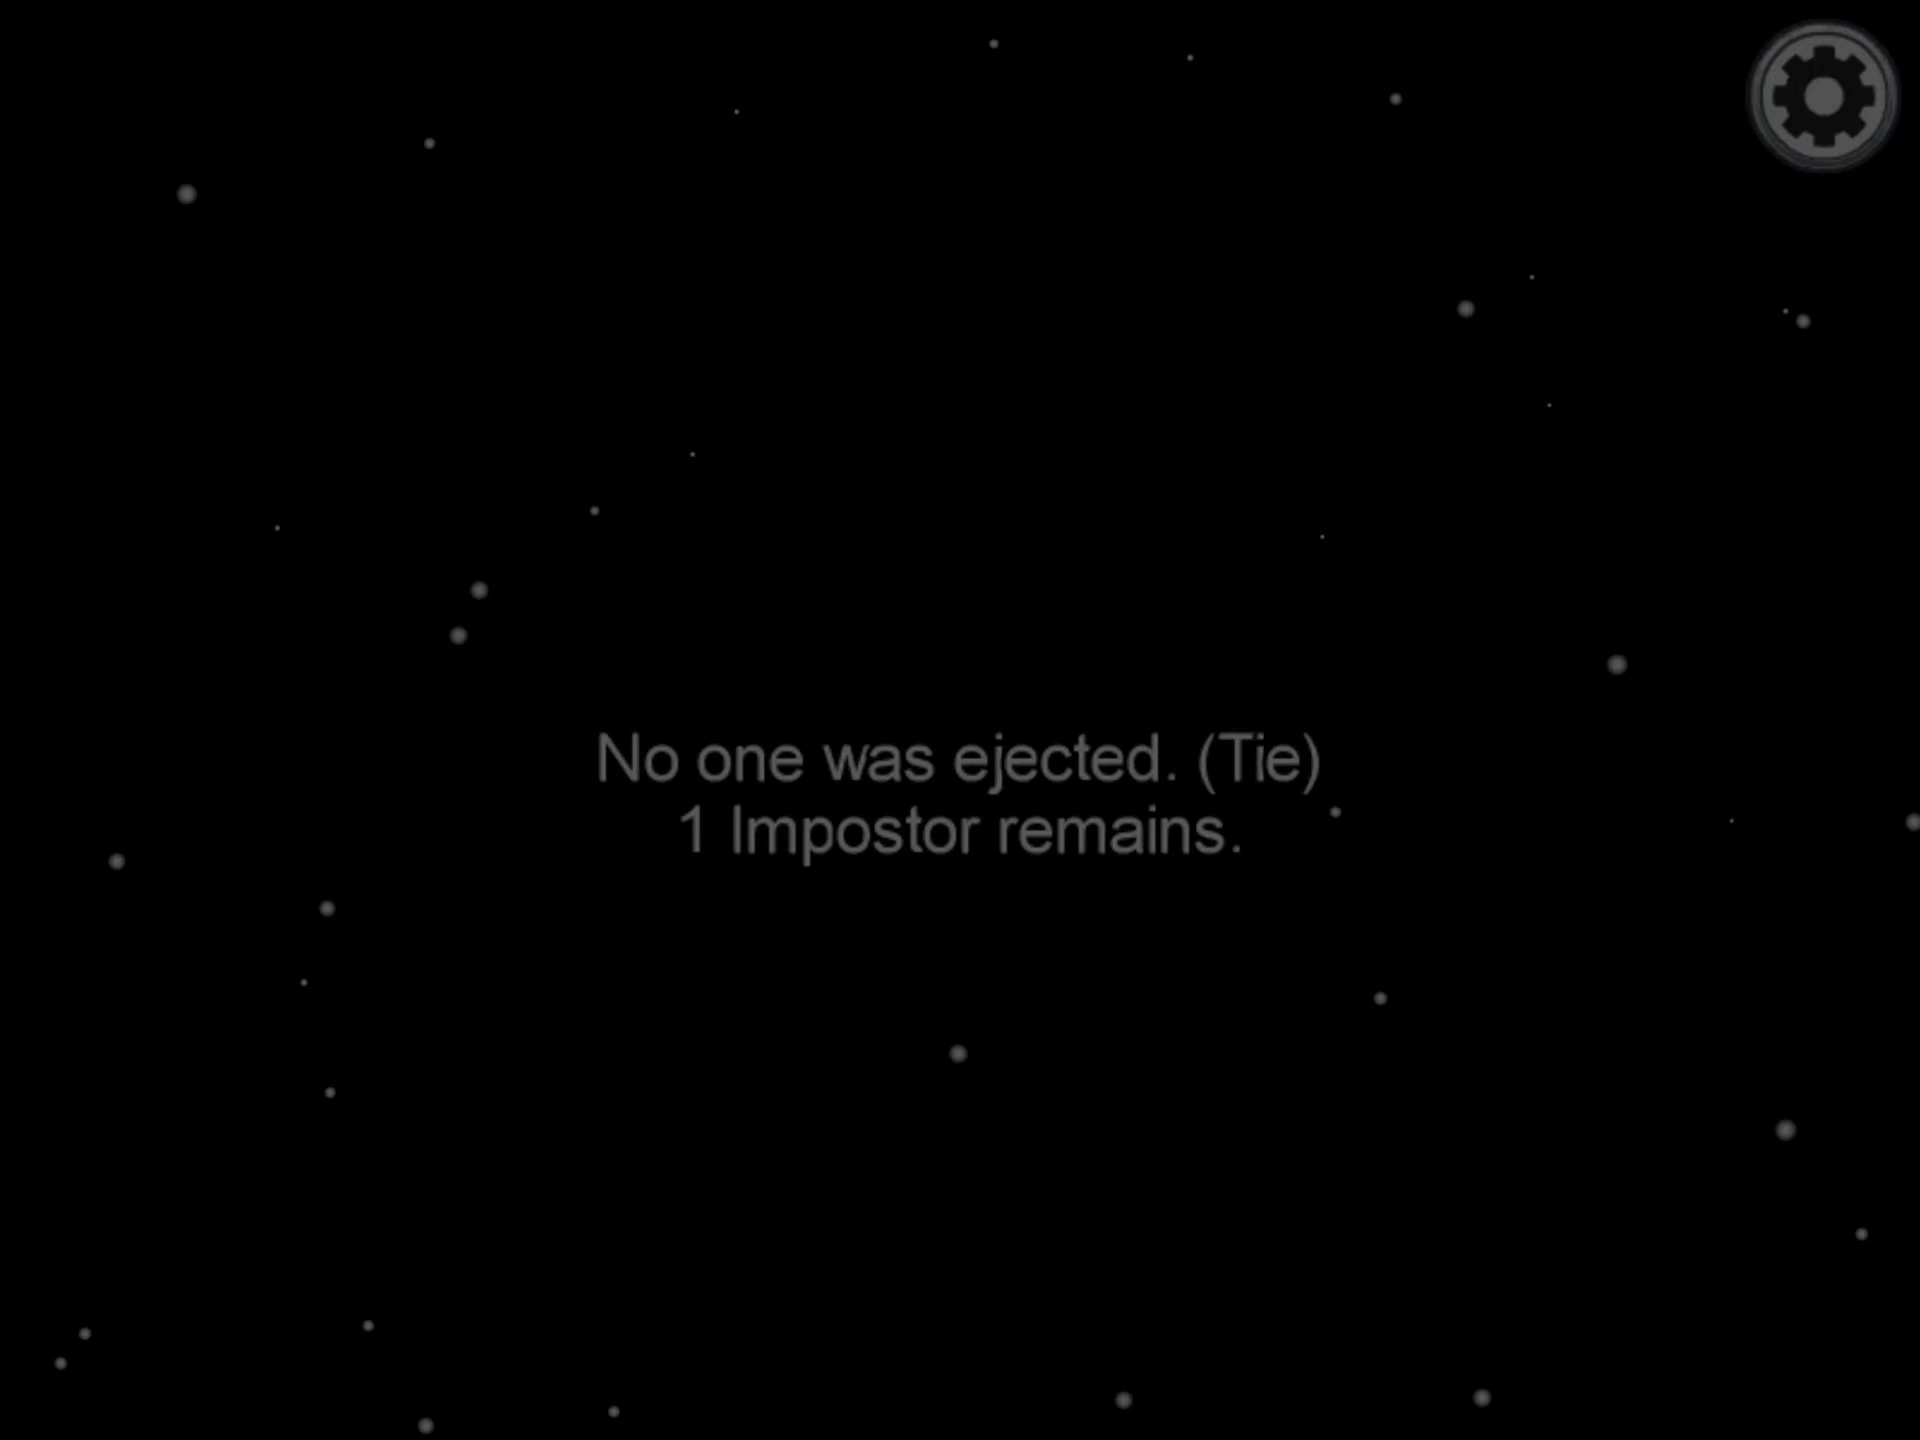 No one was ejected. (Tie)
1 Impostor remains.